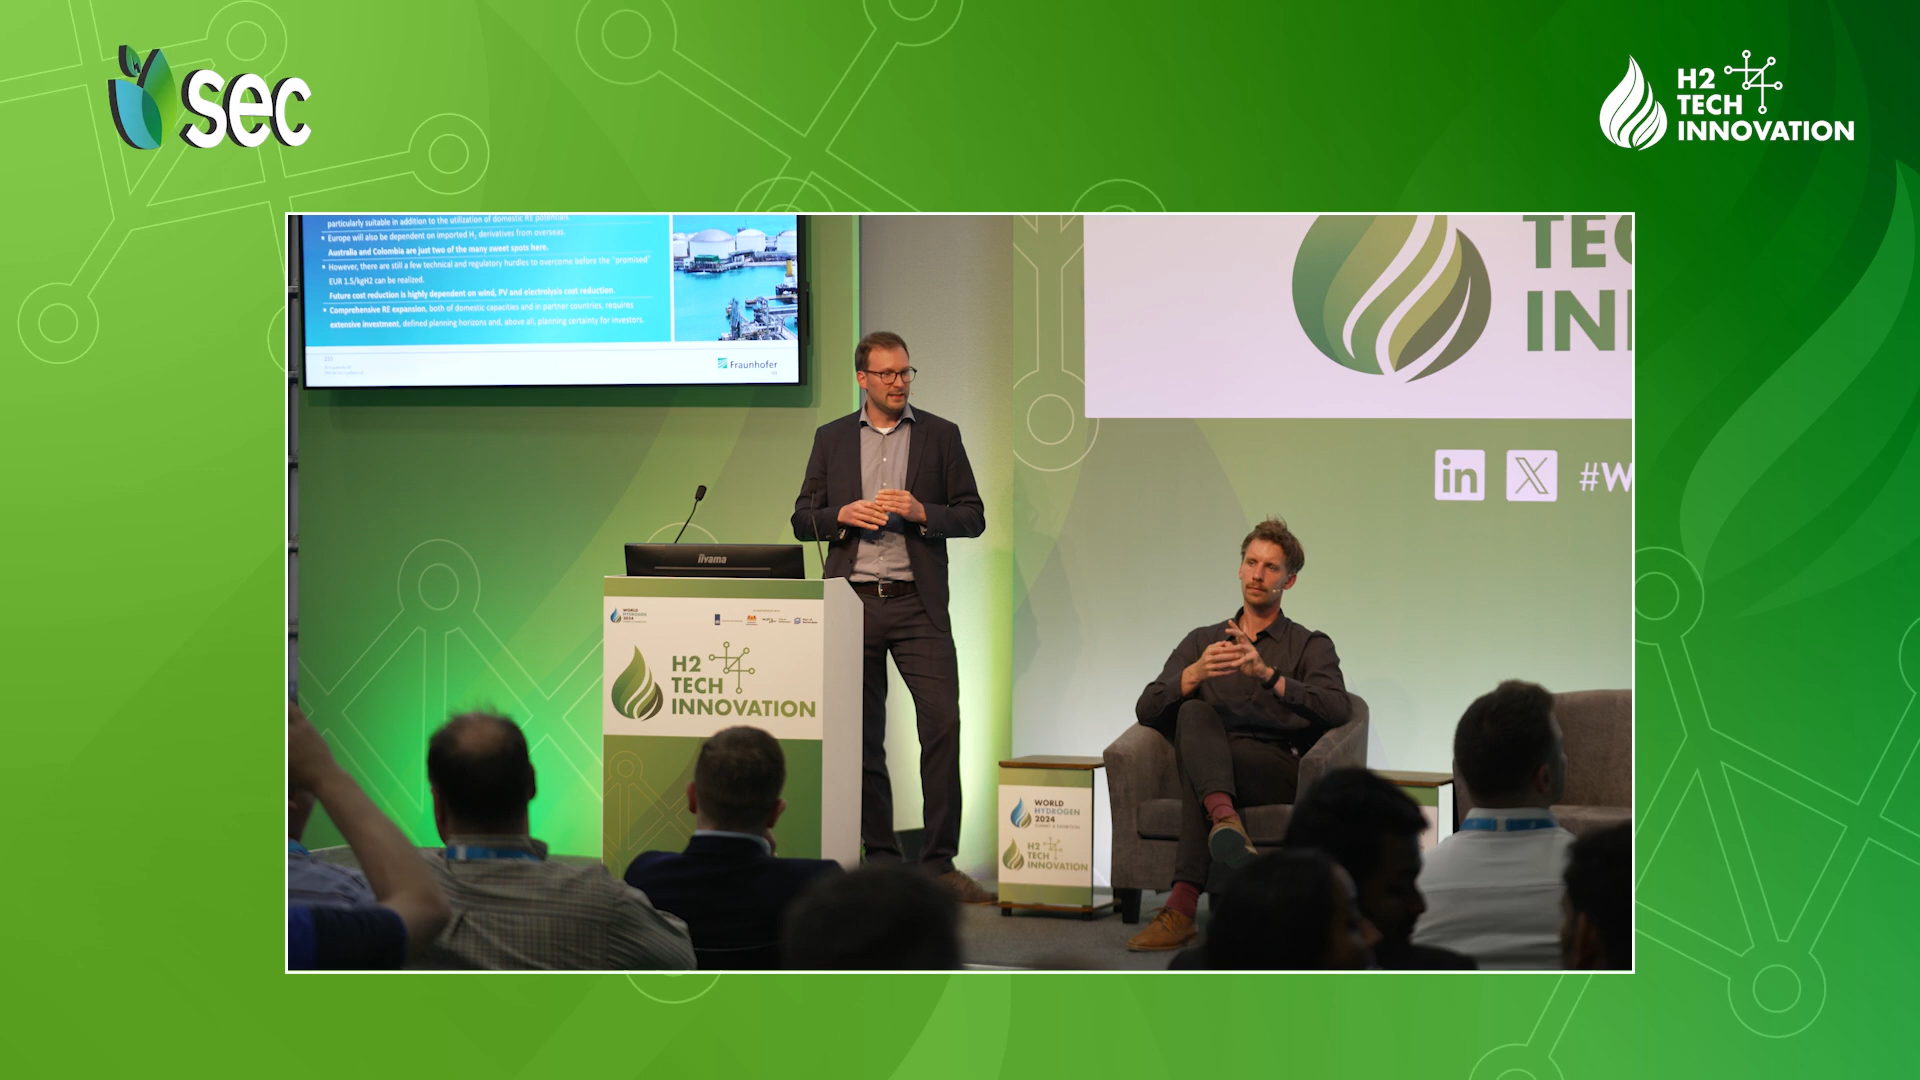 sec
H2
TECH
INNOVATION
particularly suitable in addition to the utilization of domestic RE potentials.
• Europe will also be dependent on imported H2 derivatives from overseas.
Australia and Colombia are just two of the many sweet spots here.
• However, there are still a few technical and regulatory hurdles to overcome before the "promised"
EUR 1.5/kgH2 can be realized.
Future cost reduction is highly dependent on wind, PV and electrolysis cost reduction.
• Comprehensive RE expansion, both of domestic capacities and in partner countries, requires
extensive investment, defined planning horizons and, above all, planning certainty for investors.
Fraunhofer
TEC
IN
in X #W
iiyama
WORLD
HYDROGEN
2024
H2
TECH
INNOVATION
WORLD
HYDROGEN
2024
SUMMIT & EXHIBITION
H2
TECH
INNOVATION